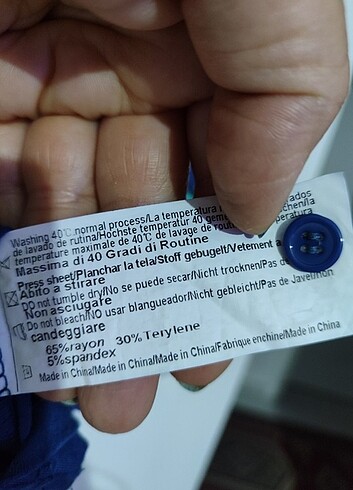 Washing 40℃ normal process/La temperatura
de lavado de rutina/Hochste temperatur 40
temperature maximale de 40℃ de lavage de
Massima di 40 Gradi di Routine
Press sheet/Planchar la tela/Stoff gebugelt/Vetement a
Abito a stirare
Do not tumble dry/No se puede secar/Nicht trocknen/Pas
Non asciugare
Do not bleach/NO usar blanqueador/Nicht gebleicht/Pas de Javellinon
candeggiare
65%rayon 30% Terylene
5%spandex
Made in China/Made in China/Made in China/Fabrique enchine/Made in China